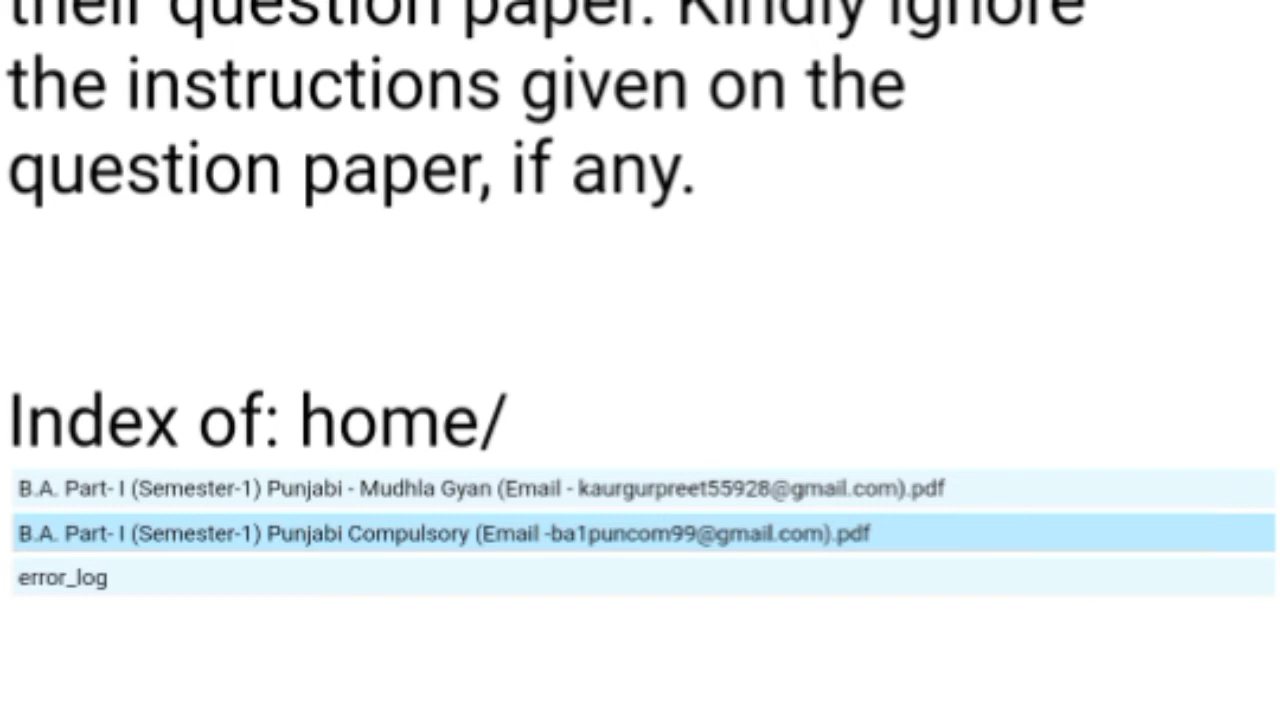 their question paper. Kindly ignore
the instructions given on the
question paper, if any.
Index of: home/
B.A. Part- I (Semester-1) Punjabi - Mudhla Gyan (Email - kaurgurpreet55928@gmail.com).pdf
B.A. Part- I (Semester-1) Punjabi Compulsory (Email -ba1puncom99@gmail.com).pdf
error_log